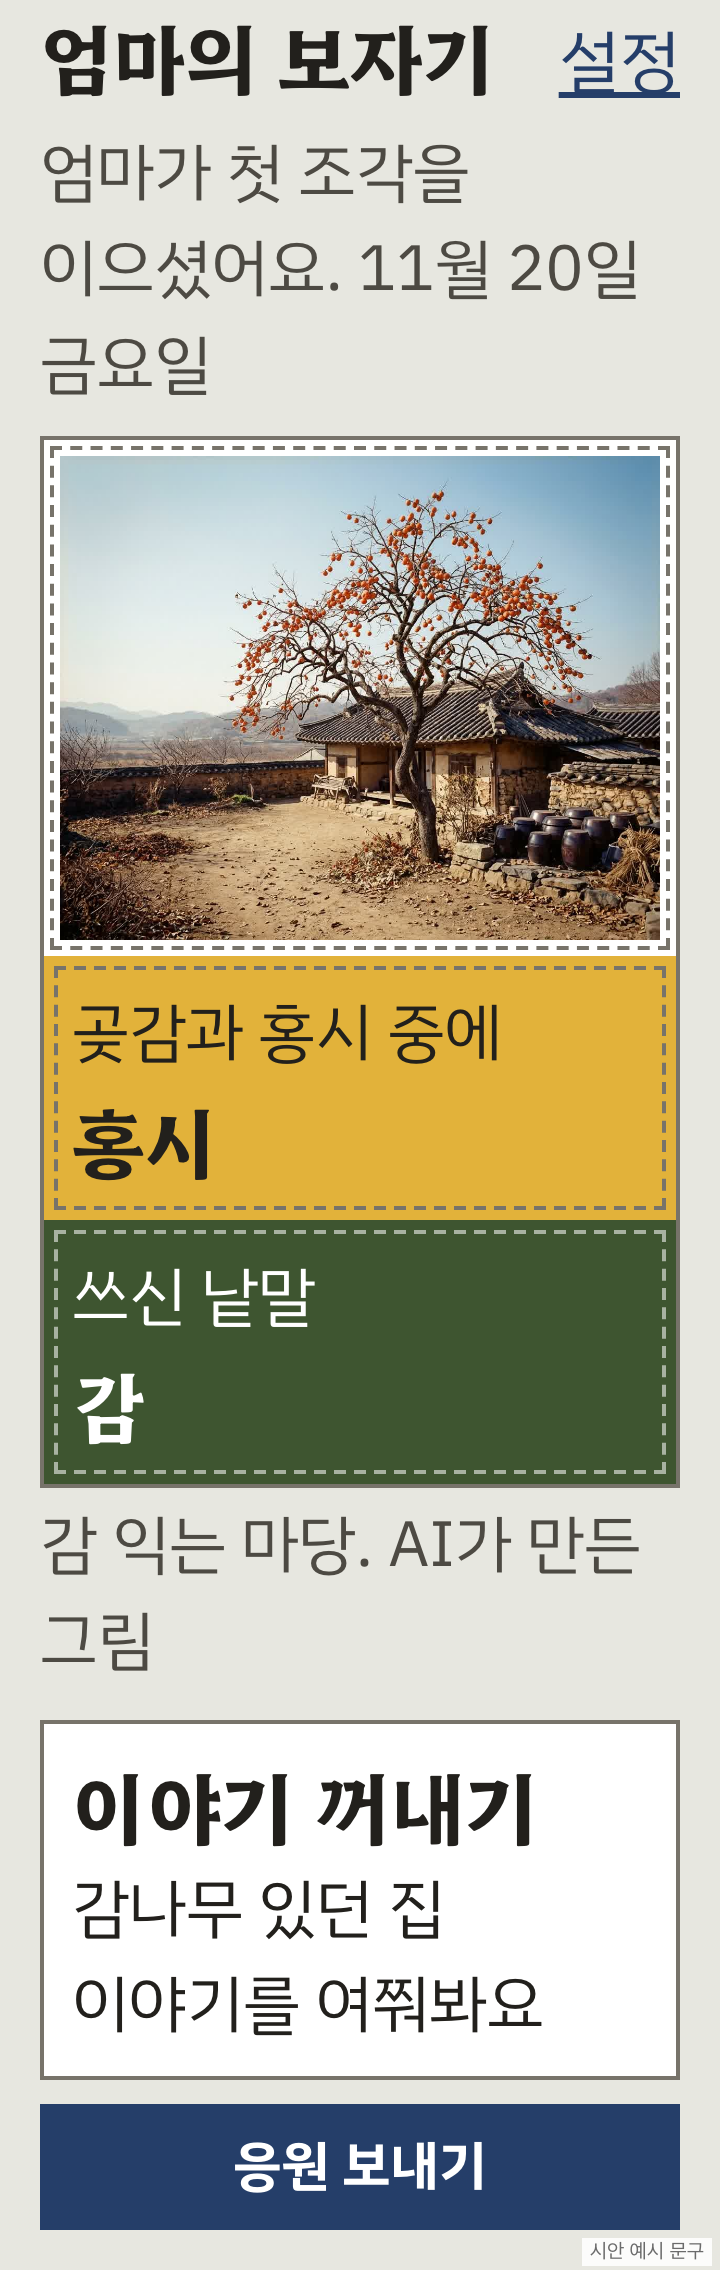 엄마의 보자기
설정
엄마가 첫 조각을
이으셨어요. 11월 20일
금요일
곶감과 홍시 중에
홍시
쓰신 낱말
감
감 익는 마당. AI가 만든
그림
이야기 꺼내기
감나무 있던 집
이야기를 여쭤봐요
응원 보내기
시안 예시 문구